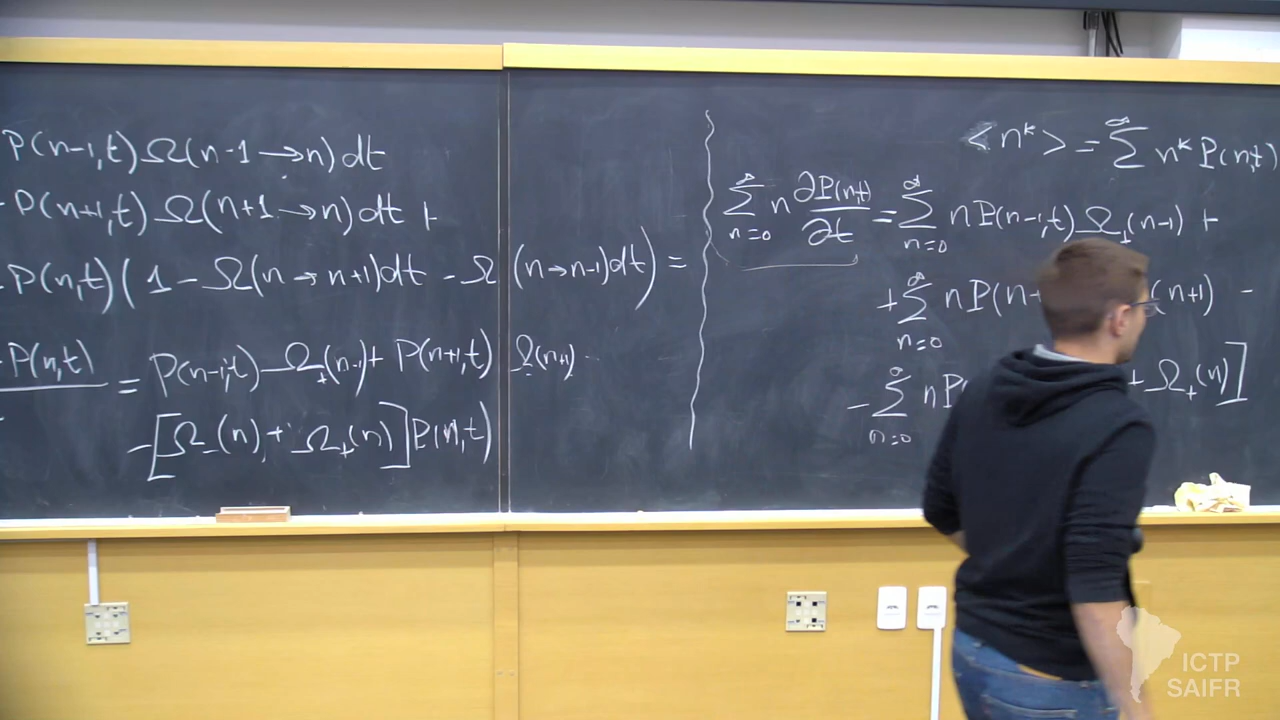 P(n-1,t) Ω(n-1 → n) dt
P(n+1,t) Ω(n+1 → n) dt +
P(n,t) ( 1 - Ω(n → n+1) dt - Ω (n → n-1) dt ) =
P(n,t) = P(n-1,t) Ω₊(n-1) + P(n+1,t) Ω₋(n+1) -
-[Ω₋(n) + Ω₊(n)] P(n,t)
<n^k> = ∑ n^k P(n,t)
∑_{n=0}^{∞} n ∂P(n,t)/∂t = ∑_{n=0}^{∞} n P(n-1,t) Ω₊(n-1) +
+ ∑_{n=0}^{∞} n P(n (n+1) -
- ∑_{n=0}^{∞} n P( + Ω₊(n)]
ICTP
SAIFR